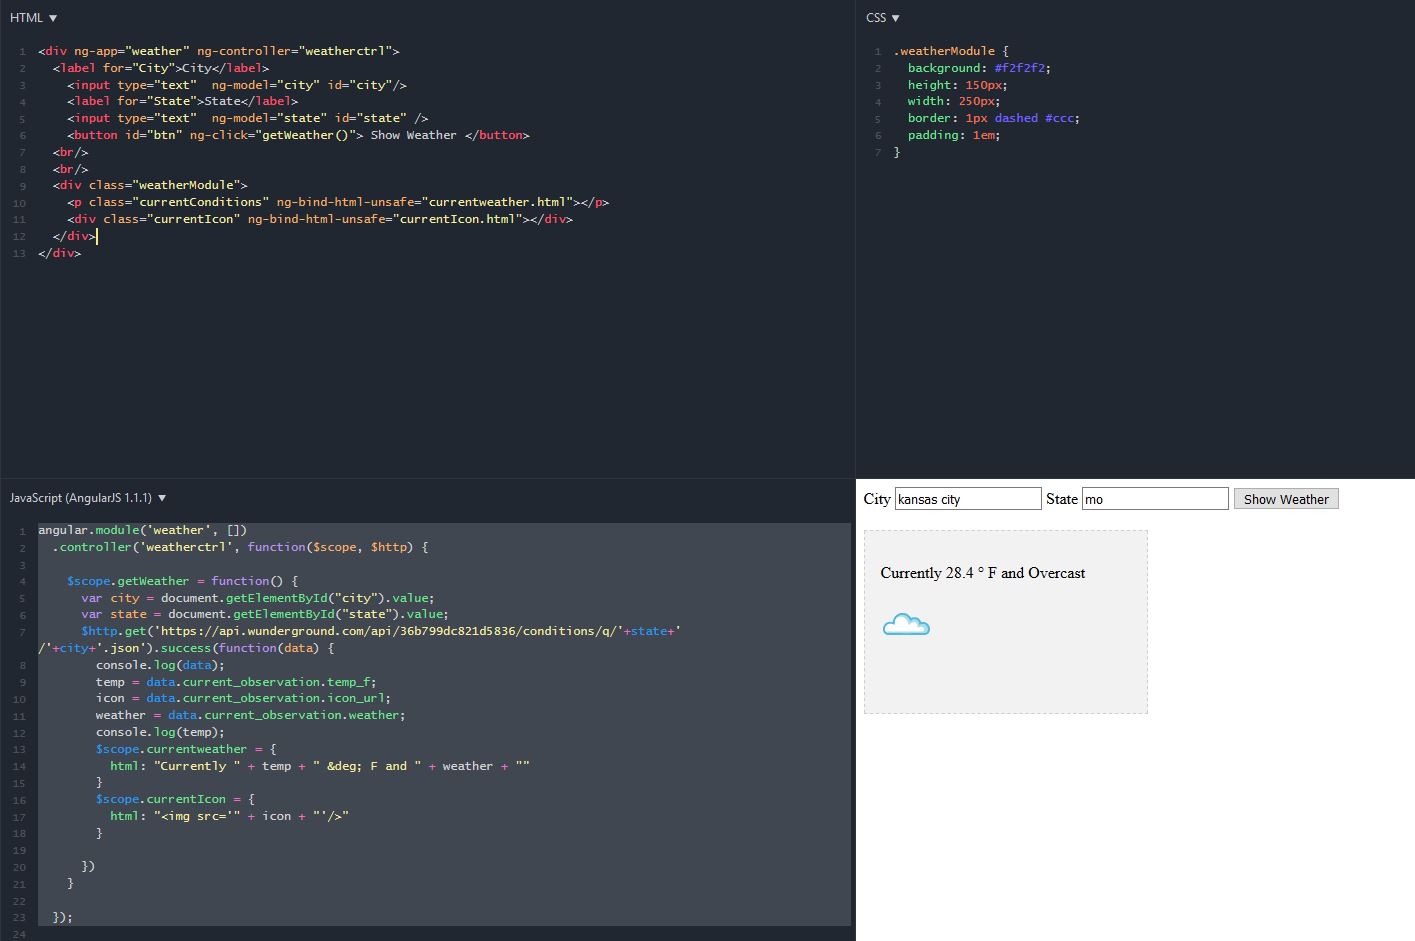 HTML ▼
1 <div ng-app="weather" ng-controller="weatherctrl">
2 <label for="City">City</label>
3 <input type="text"  ng-model="city" id="city"/>
4 <label for="State">State</label>
5 <input type="text"  ng-model="state" id="state" />
6 <button id="btn" ng-click="getWeather()"> Show Weather </button>
7 <br/>
8 <br/>
9 <div class="weatherModule">
10 <p class="currentConditions" ng-bind-html-unsafe="currentweather.html"></p>
11 <div class="currentIcon" ng-bind-html-unsafe="currentIcon.html"></div>
12 </div>
13 </div>
CSS ▼
1 .weatherModule {
2 background: #f2f2f2;
3 height: 150px;
4 width: 250px;
5 border: 1px dashed #ccc;
6 padding: 1em;
7 }
JavaScript (AngularJS 1.1.1) ▼
1 angular.module('weather', [])
2 .controller('weatherctrl', function($scope, $http) {
3
4 $scope.getWeather = function() {
5 var city = document.getElementById("city").value;
6 var state = document.getElementById("state").value;
7 $http.get('https://api.wunderground.com/api/36b799dc821d5836/conditions/q/'+state+'
/'+city+'.json').success(function(data) {
8 console.log(data);
9 temp = data.current_observation.temp_f;
10 icon = data.current_observation.icon_url;
11 weather = data.current_observation.weather;
12 console.log(temp);
13 $scope.currentweather = {
14 html: "Currently " + temp + " &deg; F and " + weather + ""
15 }
16 $scope.currentIcon = {
17 html: "<img src='" + icon + "'/>"
18 }
19
20 })
21 }
22
23 });
24
City kansas city State mo Show Weather
Currently 28.4 ° F and Overcast